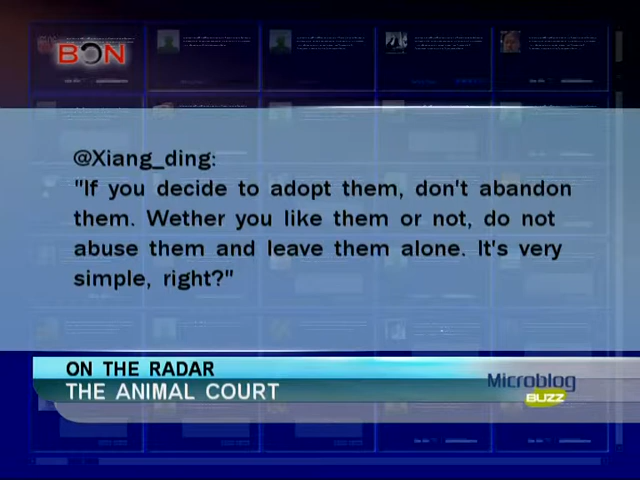 BON
@Xiang_ding:
"If you decide to adopt them, don't abandon
them. Wether you like them or not, do not
abuse them and leave them alone. It's very
simple, right?"
ON THE RADAR
THE ANIMAL COURT
Microblog
BUZZ